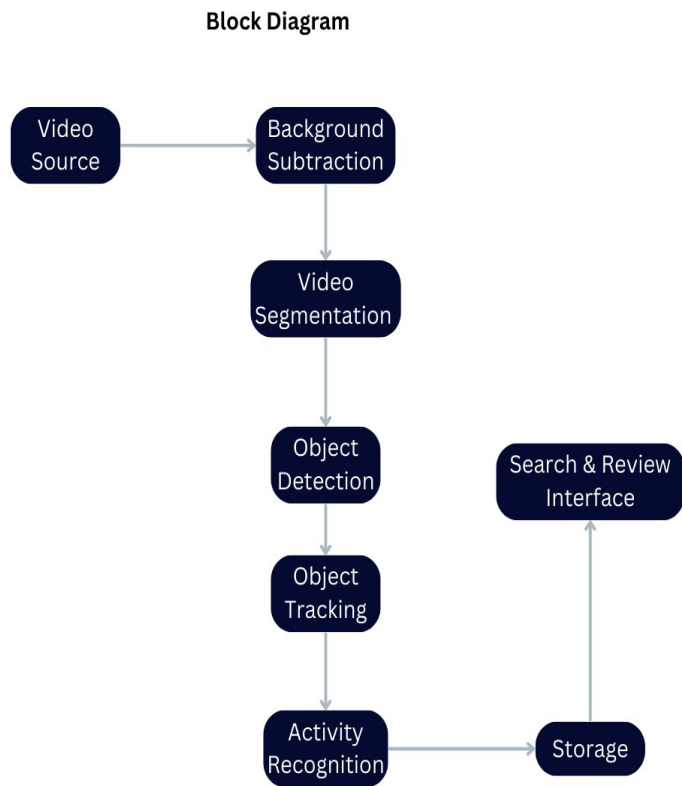 Block Diagram
Video
Source
Background
Subtraction
Video
Segmentation
Object
Detection
Object
Tracking
Activity
Recognition
Storage
Search & Review
Interface